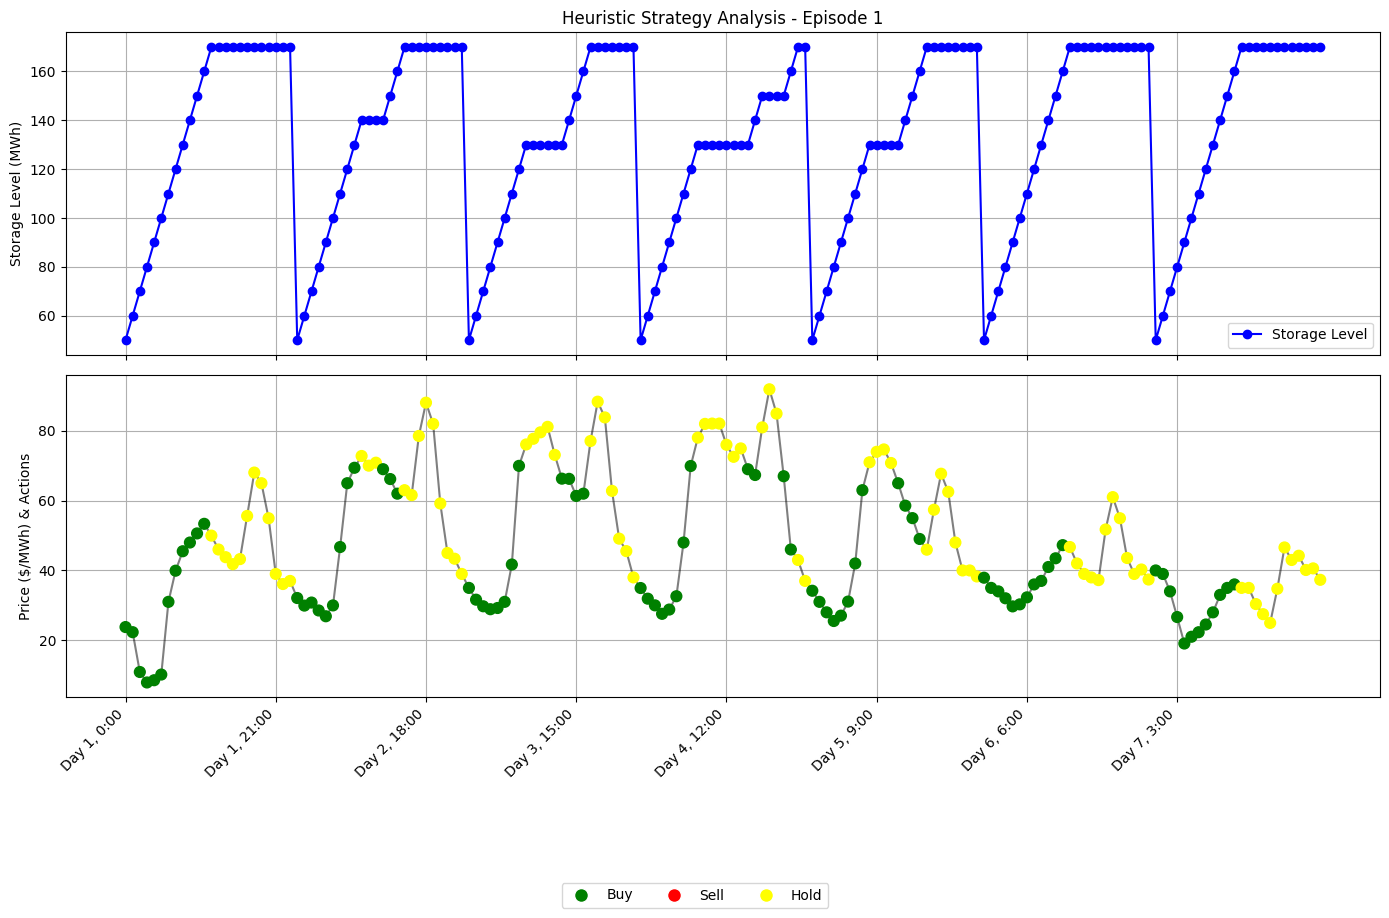 Heuristic Strategy Analysis - Episode 1
Storage Level (MWh)
160
140
120
100
80
60
Storage Level
Price ($/MWh) & Actions
80
60
40
20
Day 1, 0:00
Day 1, 21:00
Day 2, 18:00
Day 3, 15:00
Day 4, 12:00
Day 5, 9:00
Day 6, 6:00
Day 7, 3:00
Buy
Sell
Hold